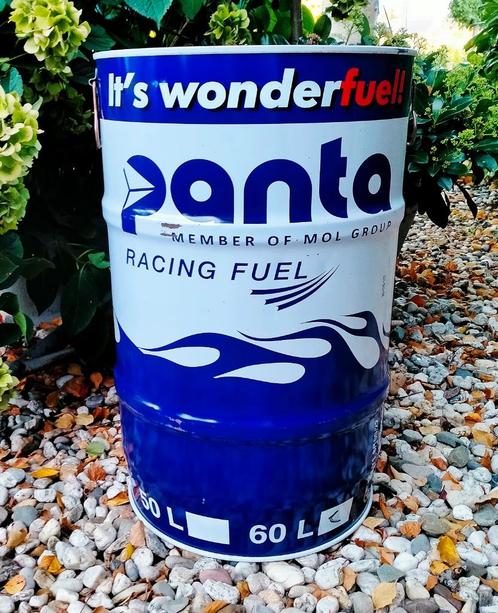 It's wonderfuel!
panta
MEMBER OF MOL GROUP
RACING FUEL
50 L
60 L